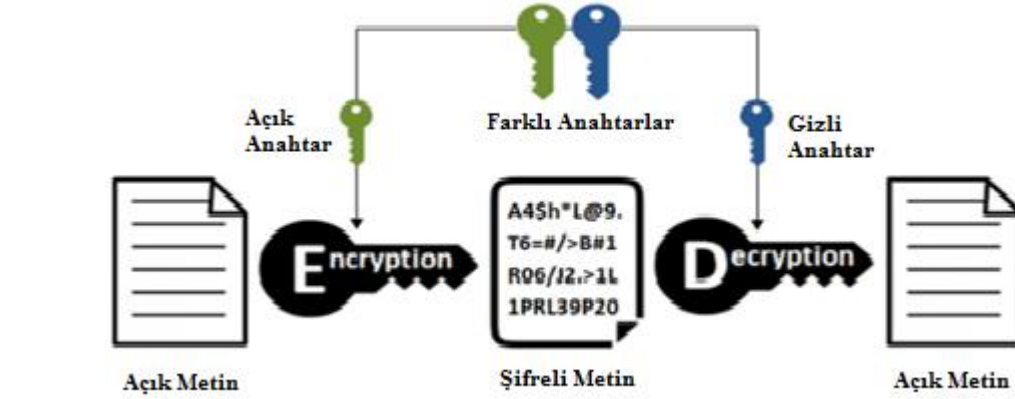 Açık
Anahtar
Farklı Anahtarlar
Gizli
Anahtar
Encryption
A4$h*L@9.
T6=#/>B#1
R06/J2.>1L
1PRL39P20
Decryption
Açık Metin
Şifreli Metin
Açık Metin